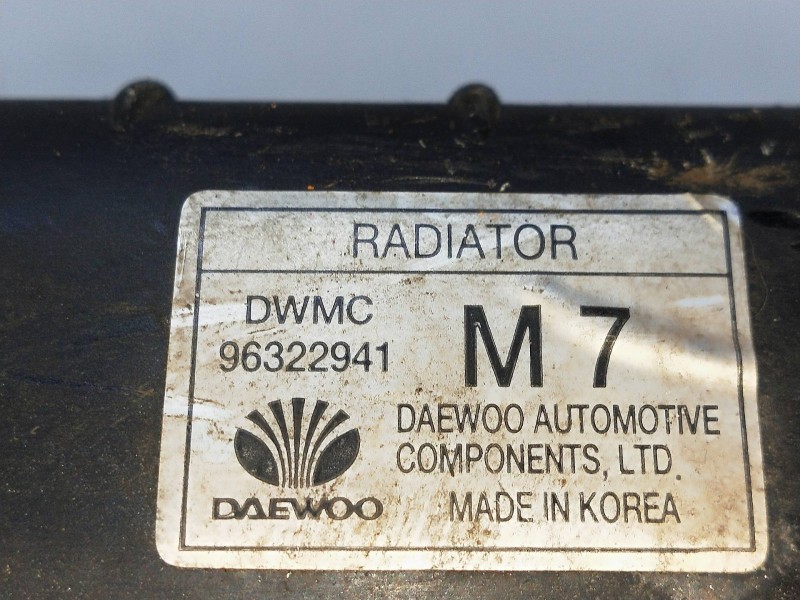 RADIATOR
DWMC
96322941
M 7
DAEWOO AUTOMOTIVE
COMPONENTS, LTD.
DAEWOO
MADE IN KOREA